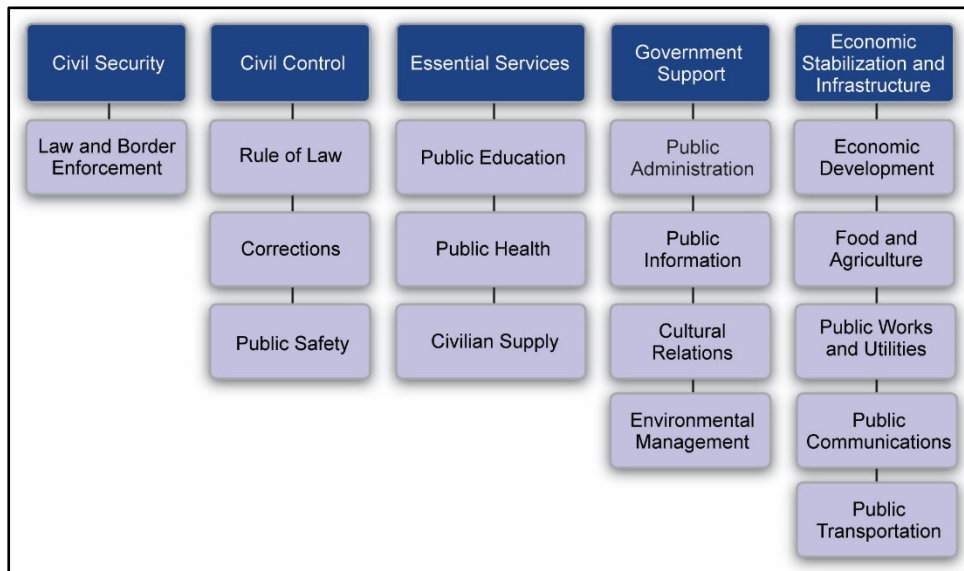 Civil Security
Law and Border
Enforcement
Civil Control
Rule of Law
Corrections
Public Safety
Essential Services
Public Education
Public Health
Civilian Supply
Government
Support
Public
Administration
Public
Information
Cultural
Relations
Environmental
Management
Economic
Stabilization and
Infrastructure
Economic
Development
Food and
Agriculture
Public Works
and Utilities
Public
Communications
Public
Transportation